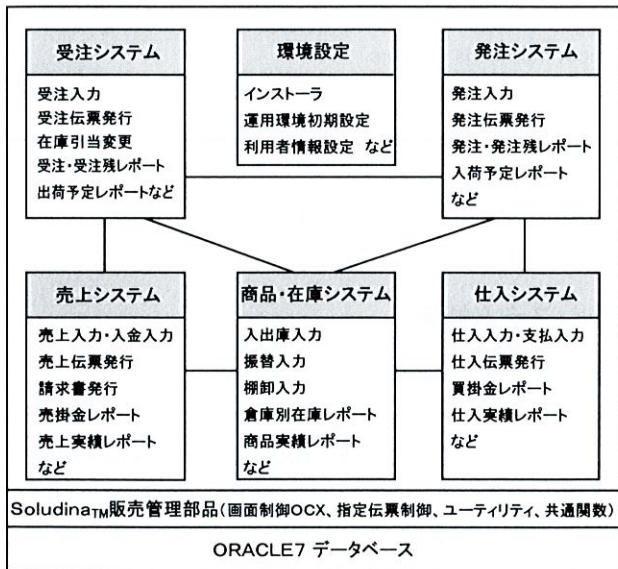 受注システム
受注入力
受注伝票発行
在庫引当変更
受注・受注残レポート
出荷予定レポートなど
環境設定
インストーラ
運用環境初期設定
利用者情報設定 など
発注システム
発注入力
発注伝票発行
発注・発注残レポート
入荷予定レポート
など
売上システム
売上入力・入金入力
売上伝票発行
請求書発行
売掛金レポート
売上実績レポート
など
商品・在庫システム
入出庫入力
振替入力
棚卸入力
倉庫別在庫レポート
商品実績レポート
など
仕入システム
仕入入力・支払入力
仕入伝票発行
買掛金レポート
仕入実績レポート
など
SoludinaTM販売管理部品(画面制御OCX、指定伝票制御、ユーティリティ、共通関数)
ORACLE7 データベース